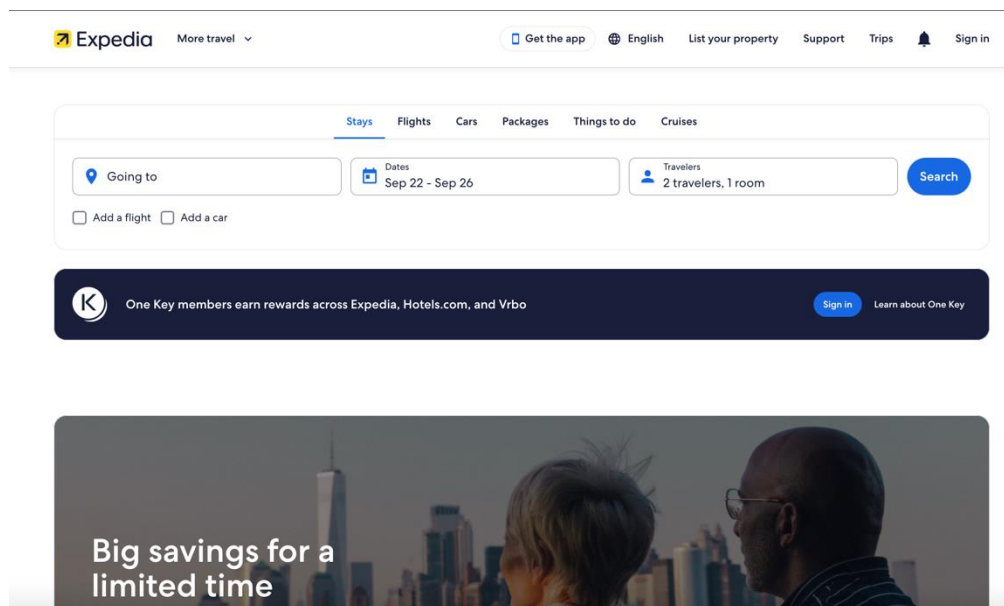 Expedia More travel Get the app English List your property Support Trips Sign in
Stays Flights Cars Packages Things to do Cruises
Going to
Dates
Sep 22 - Sep 26
Travelers
2 travelers, 1 room
Search
Add a flight Add a car
K One Key members earn rewards across Expedia, Hotels.com, and Vrbo Sign in Learn about One Key
Big savings for a
limited time